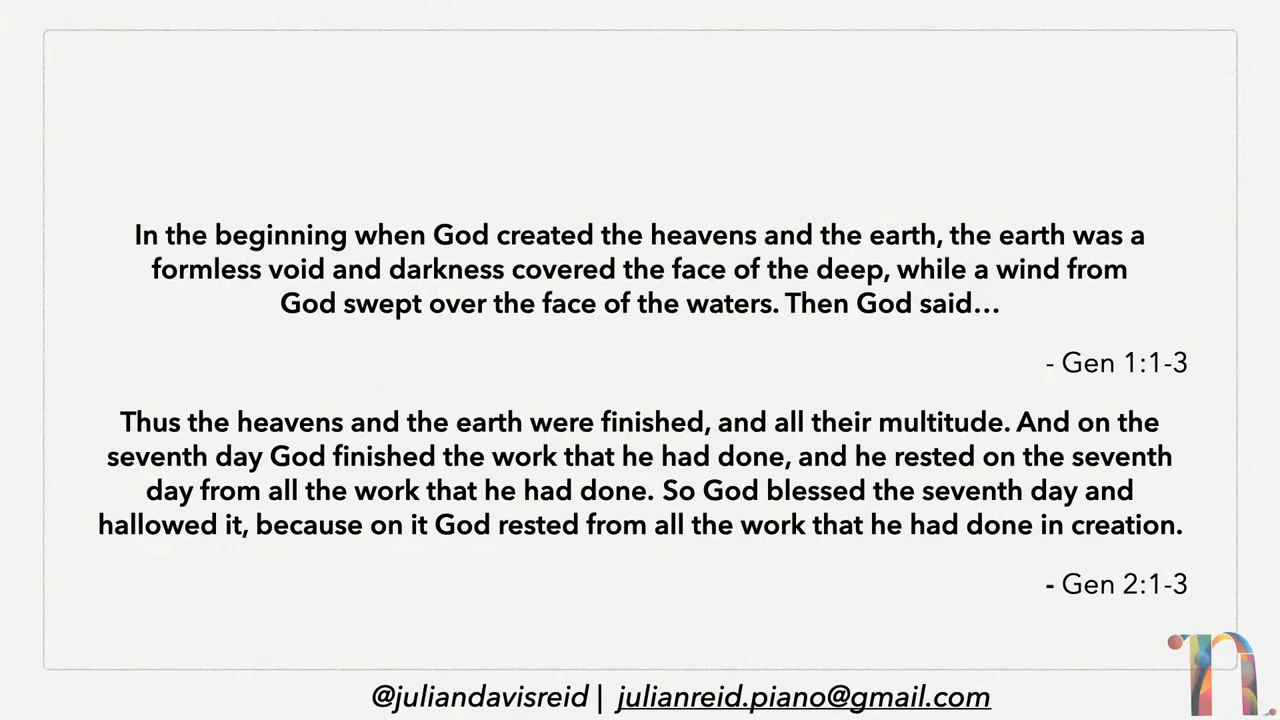 In the beginning when God created the heavens and the earth, the earth was a
formless void and darkness covered the face of the deep, while a wind from
God swept over the face of the waters. Then God said…
- Gen 1:1-3
Thus the heavens and the earth were finished, and all their multitude. And on the
seventh day God finished the work that he had done, and he rested on the seventh
day from all the work that he had done. So God blessed the seventh day and
hallowed it, because on it God rested from all the work that he had done in creation.
- Gen 2:1-3
@juliandavisreid | julianreid.piano@gmail.com
n